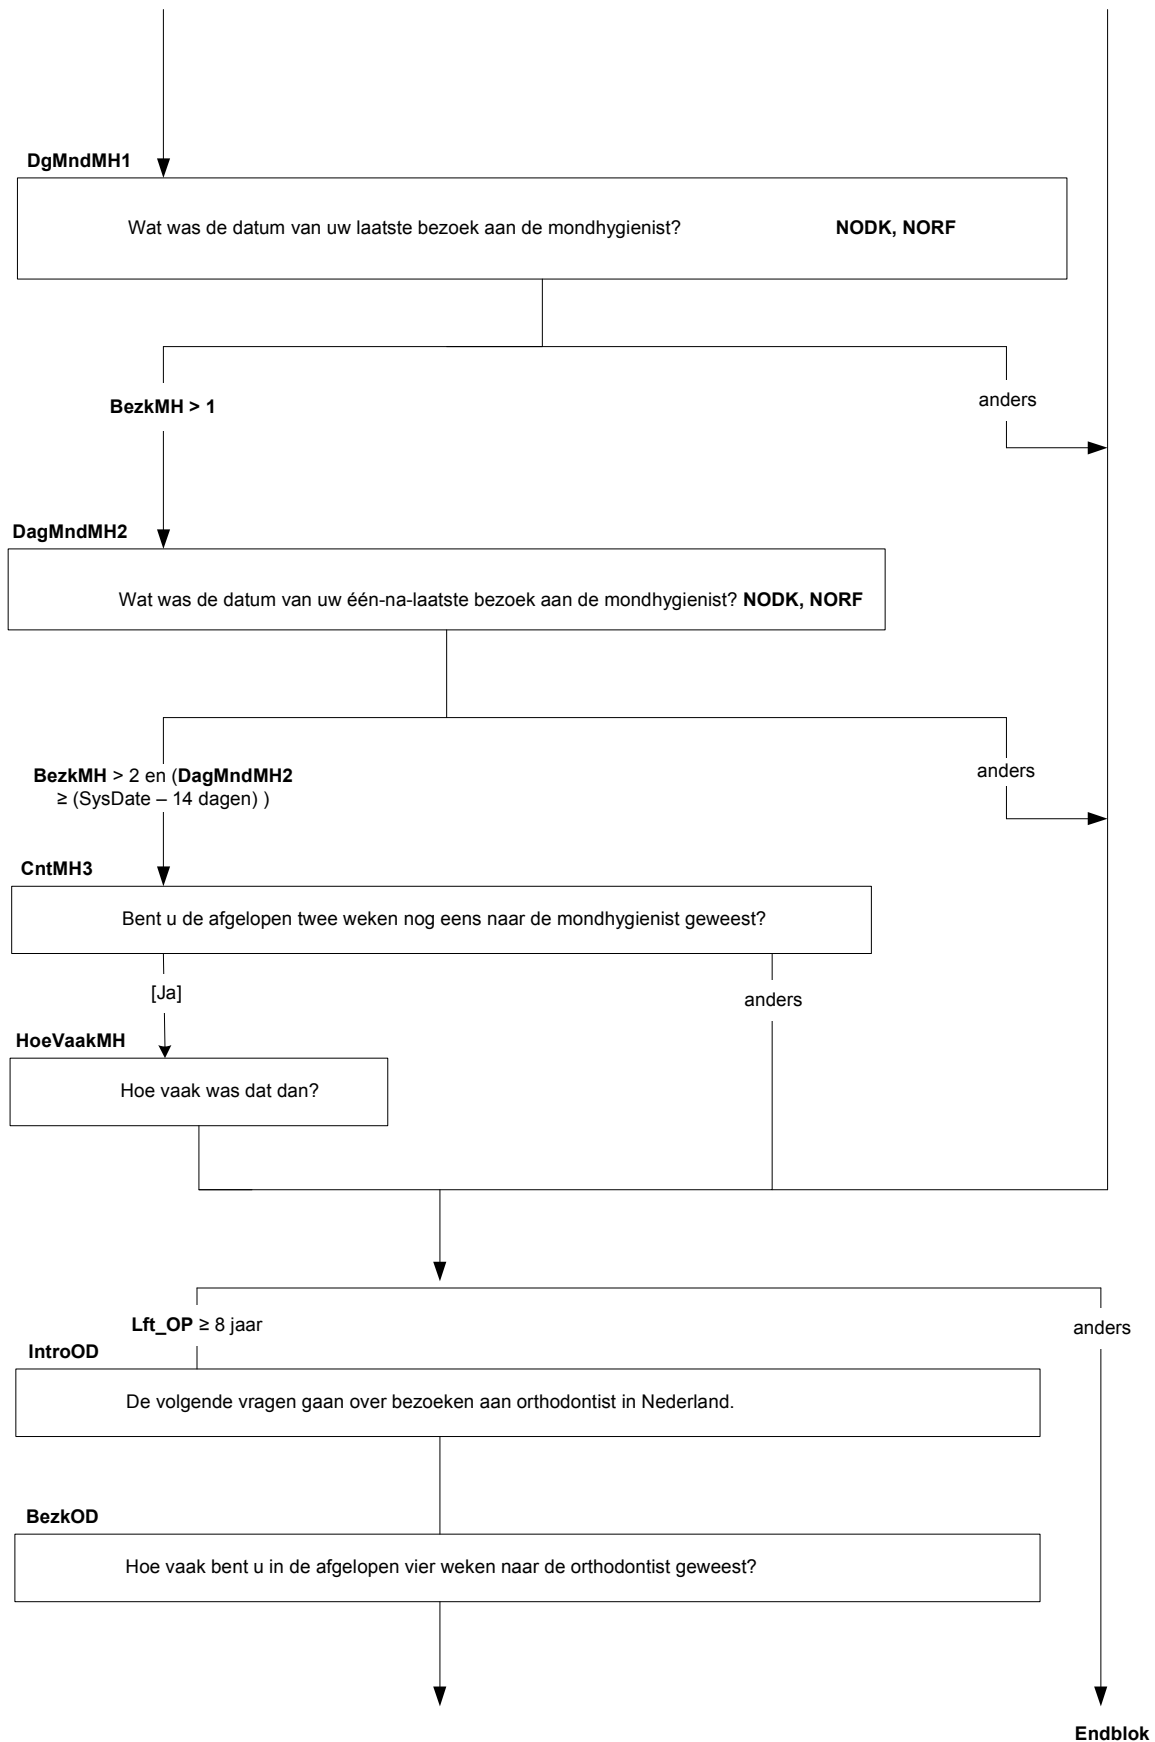 DgMndMH1
Wat was de datum van uw laatste bezoek aan de mondhygienist? NODK, NORF
BezkMH > 1
anders
DagMndMH2
Wat was de datum van uw één-na-laatste bezoek aan de mondhygienist? NODK, NORF
BezkMH > 2 en (DagMndMH2
≥ (SysDate – 14 dagen) )
anders
CntMH3
Bent u de afgelopen twee weken nog eens naar de mondhygienist geweest?
[Ja]
anders
HoeVaakMH
Hoe vaak was dat dan?
Lft_OP ≥ 8 jaar
anders
IntroOD
De volgende vragen gaan over bezoeken aan orthodontist in Nederland.
BezkOD
Hoe vaak bent u in de afgelopen vier weken naar de orthodontist geweest?
Endblok